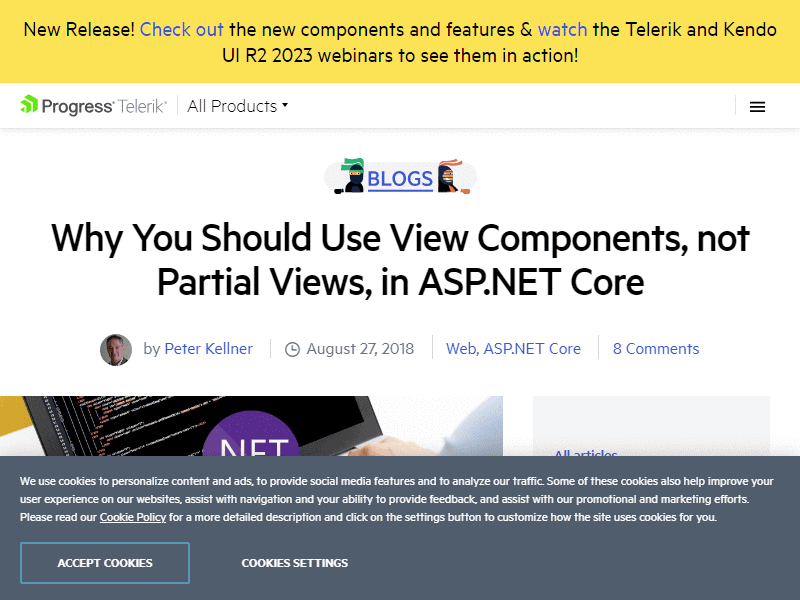 New Release! Check out the new components and features & watch the Telerik and Kendo
UI R2 2023 webinars to see them in action!
Progress Telerik
All Products
BLOGS
Why You Should Use View Components, not
Partial Views, in ASP.NET Core
by Peter Kellner
August 27, 2018
Web, ASP.NET Core
8 Comments
.NET
All articles
We use cookies to personalize content and ads, to provide social media features and to analyze our traffic. Some of these cookies also help improve your
user experience on our websites, assist with navigation and your ability to provide feedback, and assist with our promotional and marketing efforts.
Please read our Cookie Policy for a more detailed description and click on the settings button to customize how the site uses cookies for you.
ACCEPT COOKIES
COOKIES SETTINGS